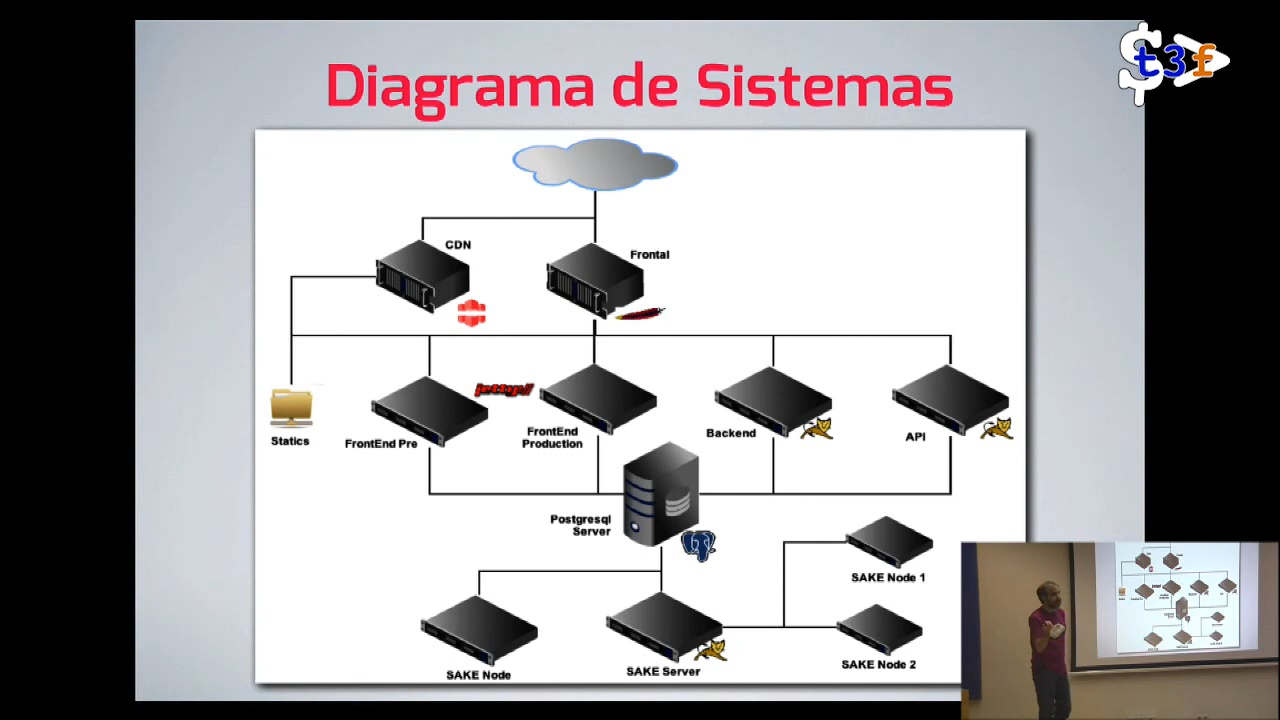 Diagrama de Sistemas
$t3f
CDN
Frontal
jetty://
Statics
FrontEnd Pre
FrontEnd
Production
Backend
API
Postgresql
Server
SAKE Node 1
SAKE Node
SAKE Server
SAKE Node 2